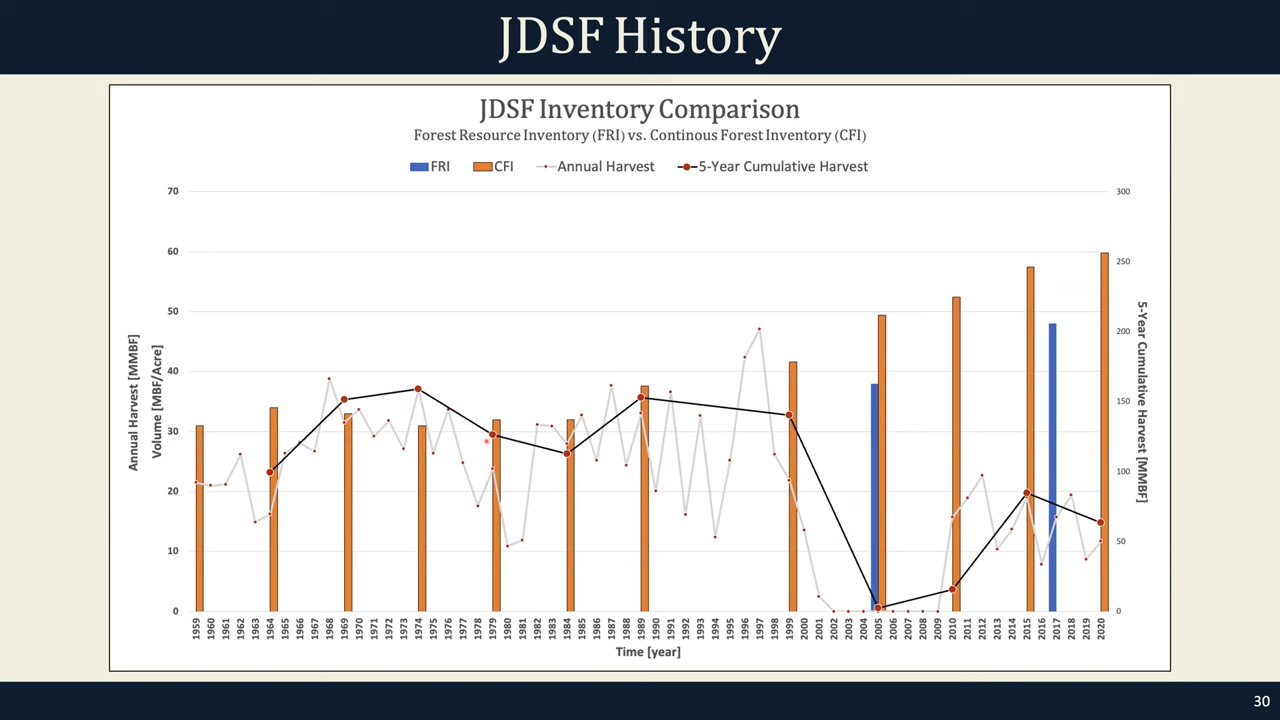 JDSF History
JDSF Inventory Comparison
Forest Resource Inventory (FRI) vs. Continous Forest Inventory (CFI)
FRI CFI Annual Harvest 5-Year Cumulative Harvest
70
60
50
40
30
20
10
0
Annual Harvest [MMBF]
Volume [MBF/Acre]
300
250
200
150
100
50
0
5-Year Cumulative Harvest [MMBF]
1959 1960 1961 1962 1963 1964 1965 1966 1967 1968 1969 1970 1971 1972 1973 1974 1975 1976 1977 1978 1979 1980 1981 1982 1983 1984 1985 1986 1987 1988 1989 1990 1991 1992 1993 1994 1995 1996 1997 1998 1999 2000 2001 2002 2003 2004 2005 2006 2007 2008 2009 2010 2011 2012 2013 2014 2015 2016 2017 2018 2019 2020
Time [year]
30